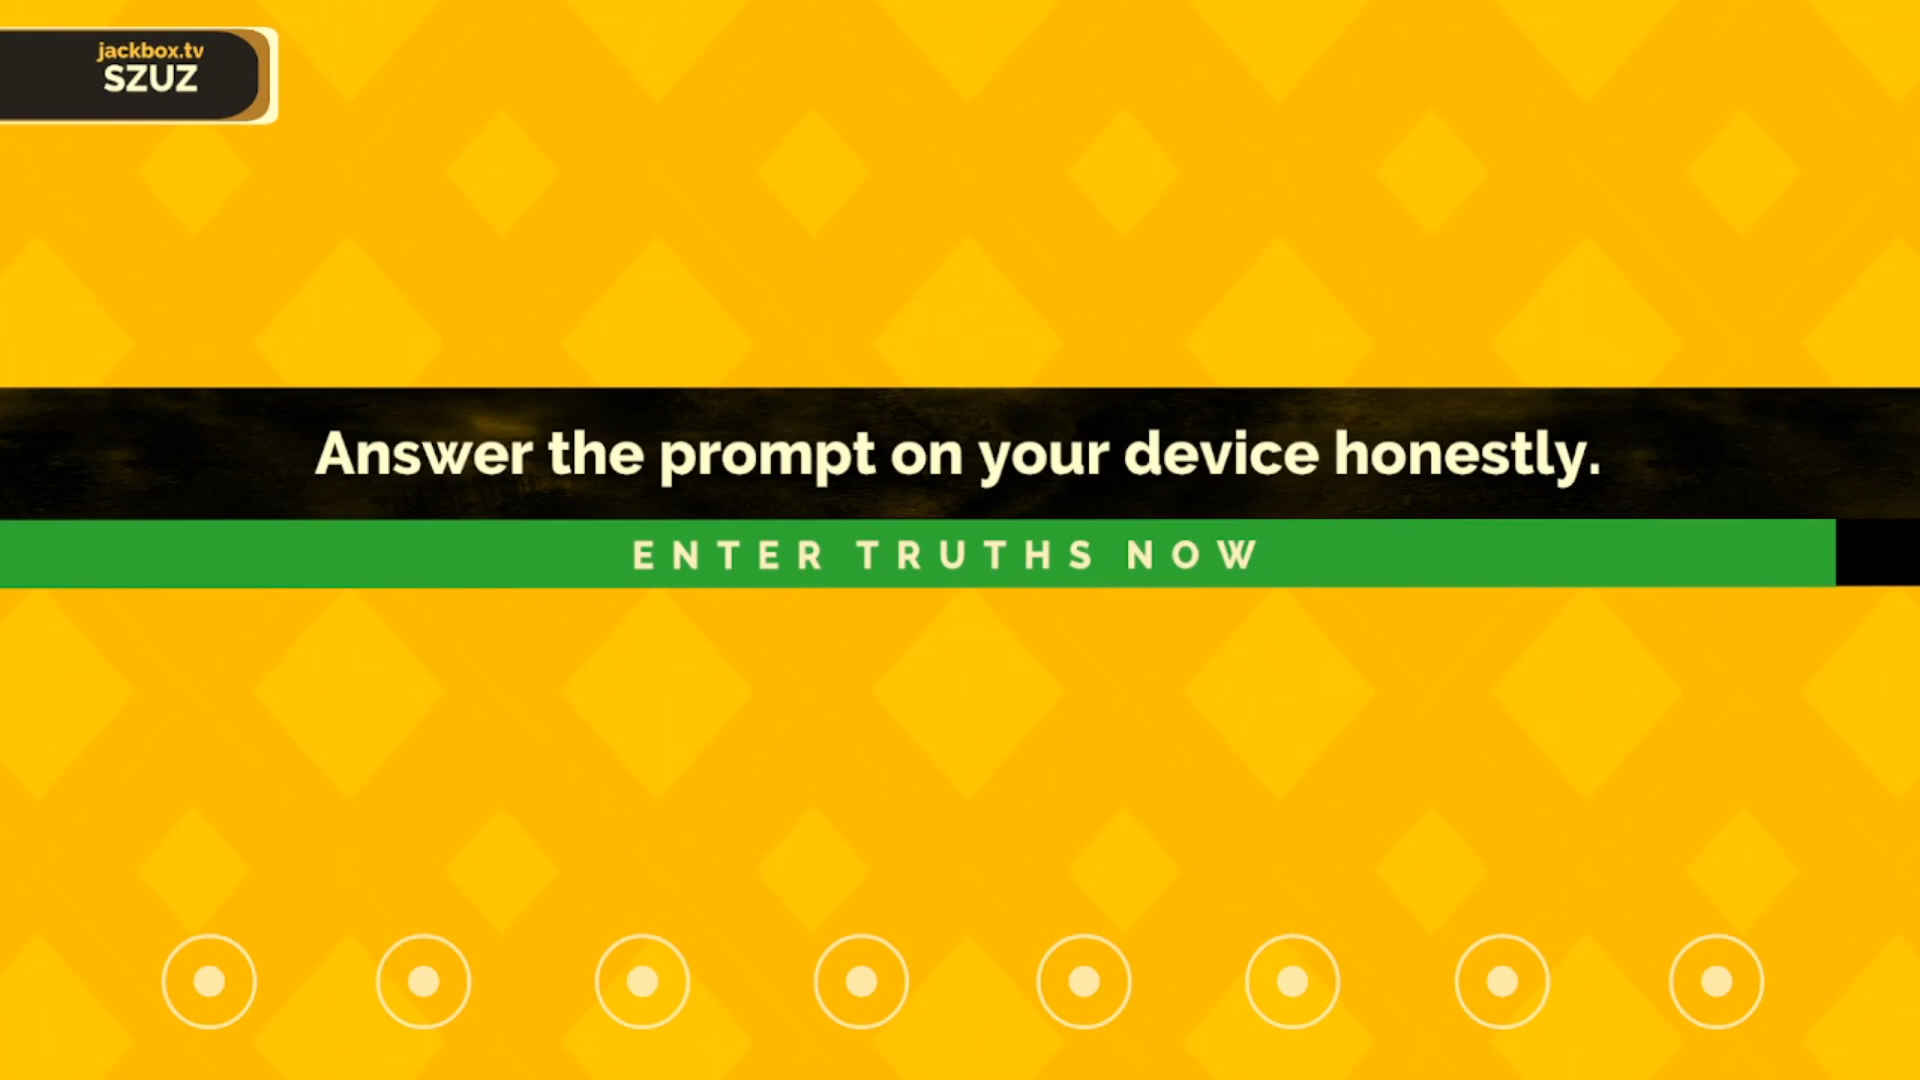 jackbox.tv
SZUZ
Answer the prompt on your device honestly.
ENTER TRUTHS NOW